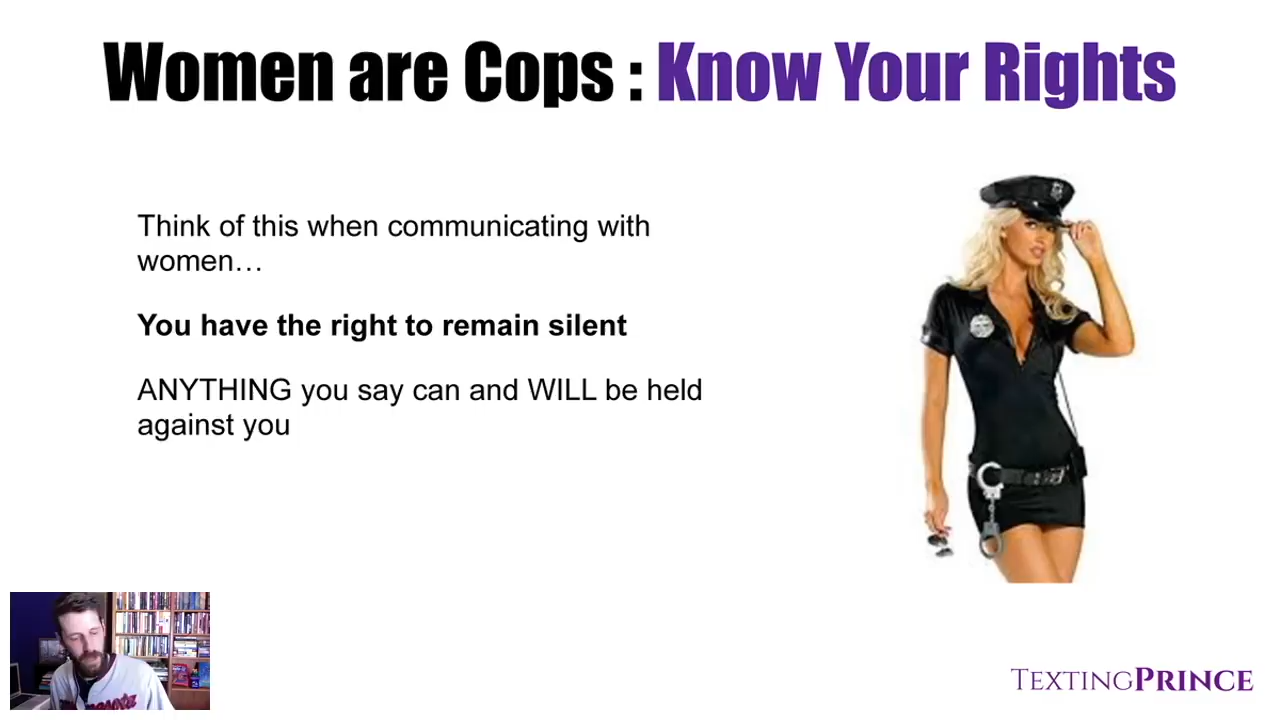 Women are Cops : Know Your Rights
Think of this when communicating with
women…
You have the right to remain silent
ANYTHING you say can and WILL be held
against you
TEXTINGPRINCE